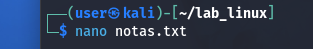 ┌──(user㉿kali)-[~/lab_linux]
└─$ nano notas.txt